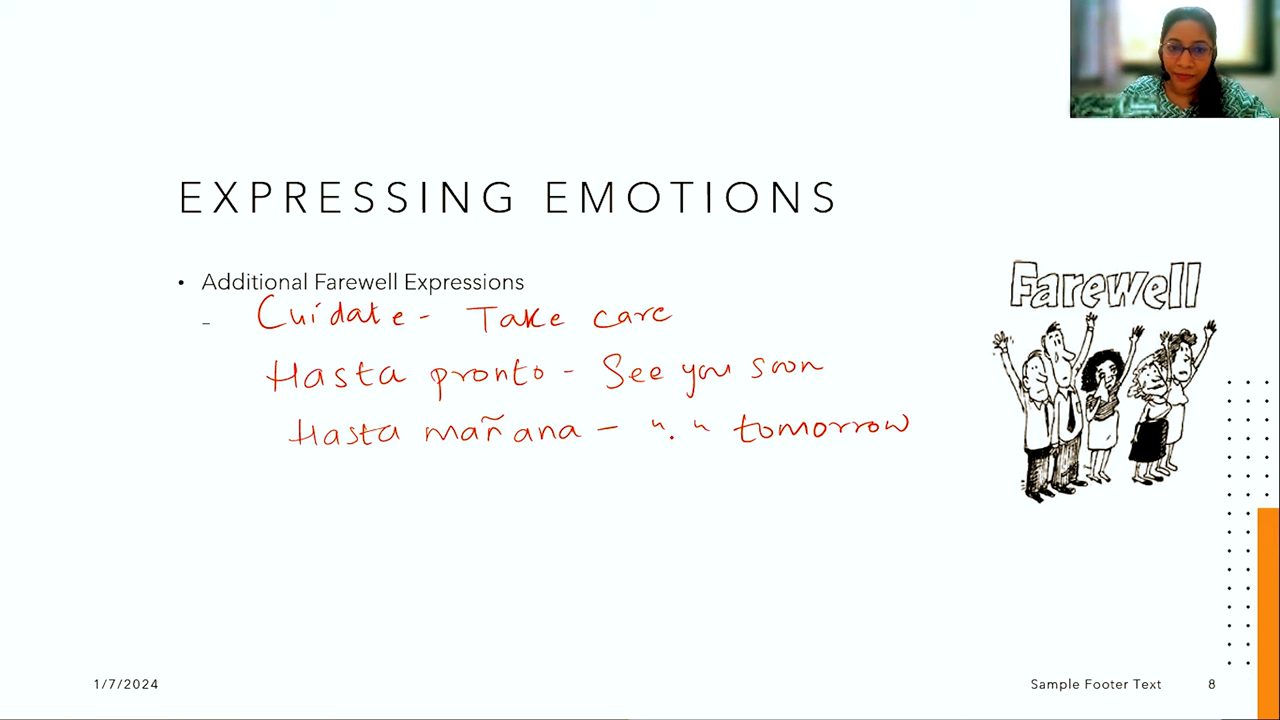 EXPRESSING EMOTIONS
• Additional Farewell Expressions
- Cuídate - Take care
Hasta pronto - See you soon
Hasta mañana - ".." tomorrow
Farewell
1/7/2024
Sample Footer Text 8